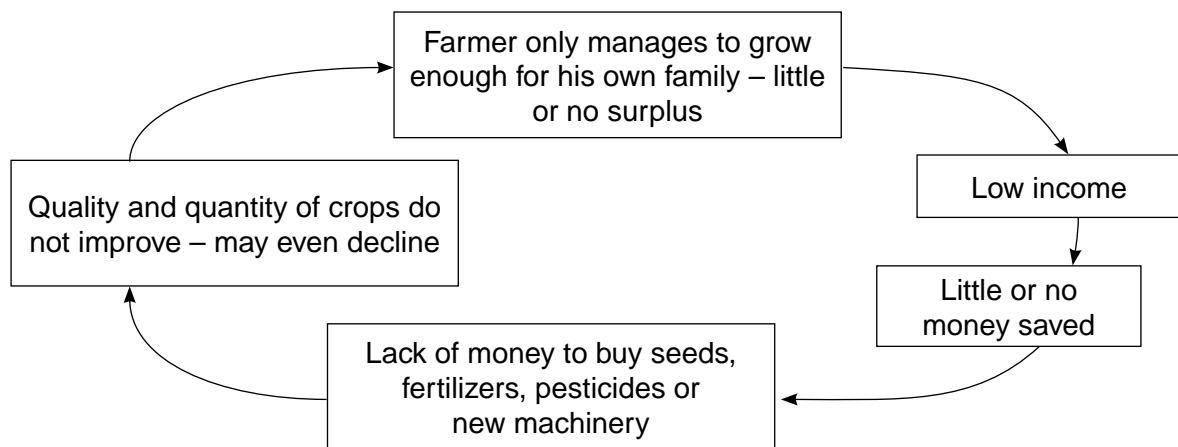 Farmer only manages to grow
enough for his own family – little
or no surplus
Low income
Little or no
money saved
Lack of money to buy seeds,
fertilizers, pesticides or
new machinery
Quality and quantity of crops do
not improve – may even decline